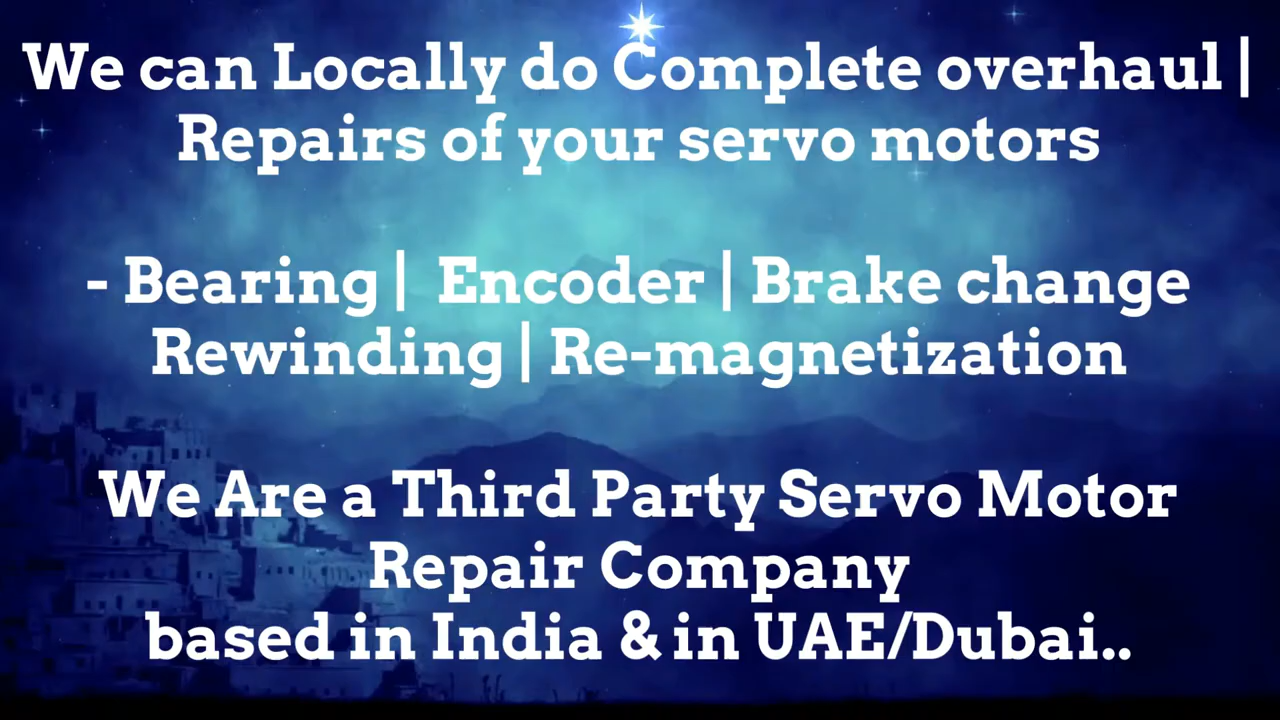 We can Locally do Complete overhaul |
Repairs of your servo motors
- Bearing | Encoder | Brake change
Rewinding | Re-magnetization
We Are a Third Party Servo Motor
Repair Company
based in India & in UAE/Dubai..